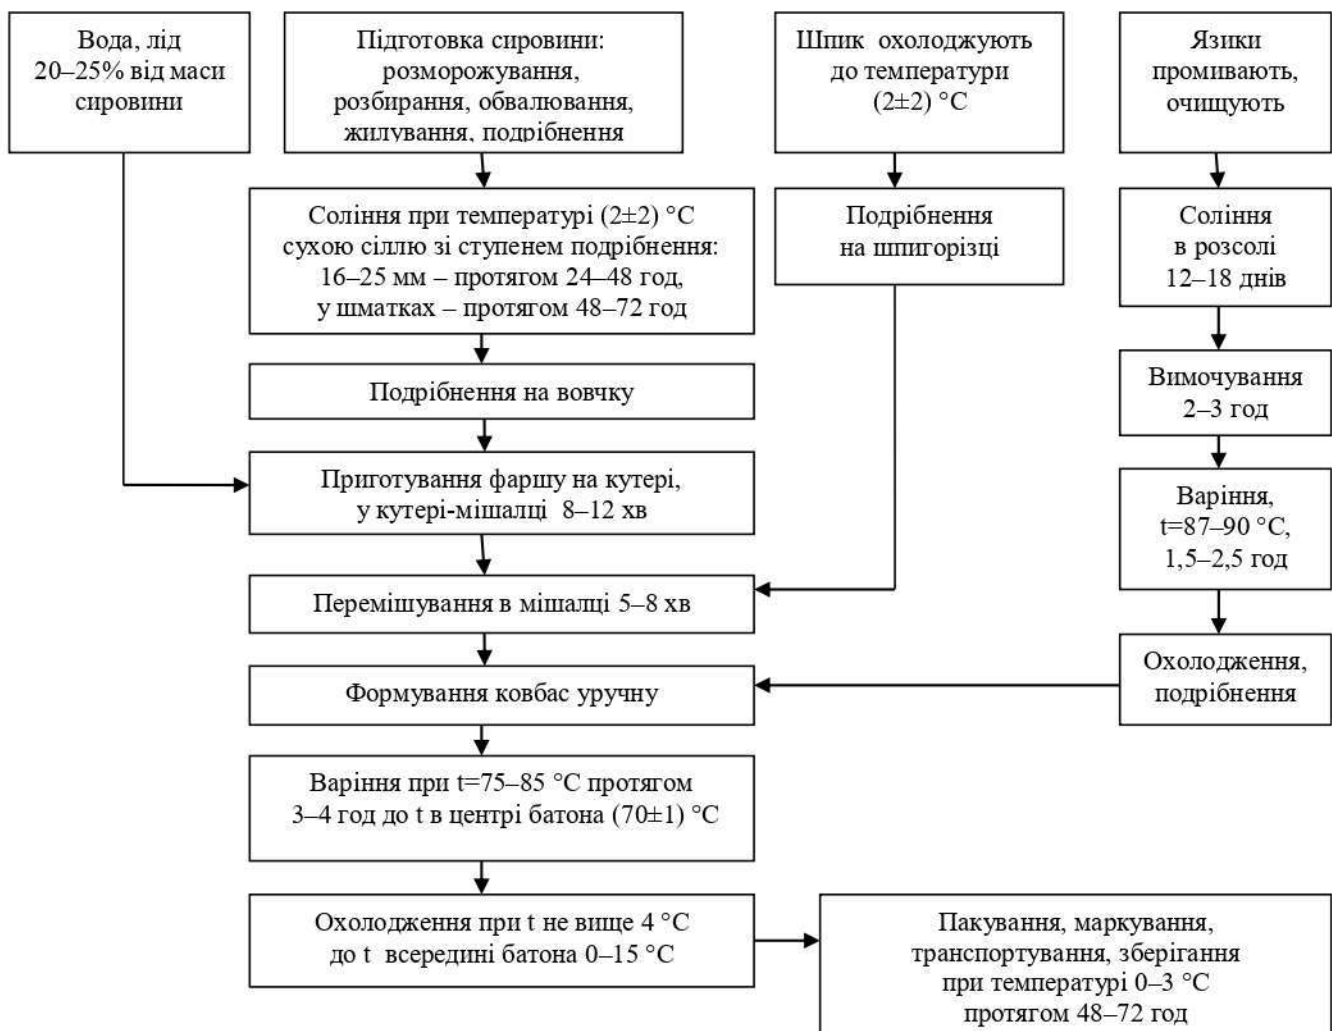 Вода, лід
20–25% від маси
сировини
Підготовка сировини:
розморожування,
розбирання, обвалювання,
жилування, подрібнення
Шпик охолоджують
до температури
(2±2) °С
Язики
промивають,
очищують
Соління при температурі (2±2) °С
сухою сіллю зі ступенем подрібнення:
16–25 мм – протягом 24–48 год,
у шматках – протягом 48–72 год
Подрібнення
на шпигорізці
Соління
в розсолі
12–18 днів
Подрібнення на вовчку
Вимочування
2–3 год
Приготування фаршу на кутері,
у кутері-мішалці 8–12 хв
Варіння,
t=87–90 °С,
1,5–2,5 год
Перемішування в мішалці 5–8 хв
Охолодження,
подрібнення
Формування ковбас уручну
Варіння при t=75–85 °С протягом
3–4 год до t в центрі батона (70±1) °С
Охолодження при t не вище 4 °С
до t всередині батона 0–15 °С
Пакування, маркування,
транспортування, зберігання
при температурі 0–3 °С
протягом 48–72 год